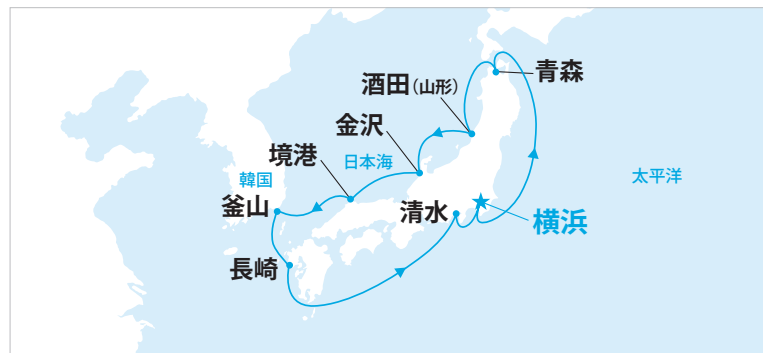 青森
酒田(山形)
金沢
日本海
境港
韓国
釜山
清水
横浜
太平洋
長崎